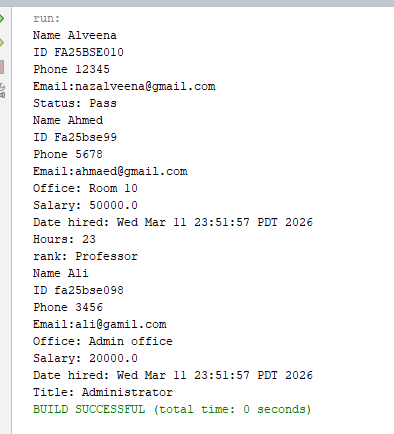 run:
Name Alveena
ID FA25BSE010
Phone 12345
Email:nazalveena@gmail.com
Status: Pass
Name Ahmed
ID Fa25bse99
Phone 5678
Email:ahmaed@gmail.com
Office: Room 10
Salary: 50000.0
Date hired: Wed Mar 11 23:51:57 PDT 2026
Hours: 23
rank: Professor
Name Ali
ID fa25bse098
Phone 3456
Email:ali@gamil.com
Office: Admin office
Salary: 20000.0
Date hired: Wed Mar 11 23:51:57 PDT 2026
Title: Administrator
BUILD SUCCESSFUL (total time: 0 seconds)